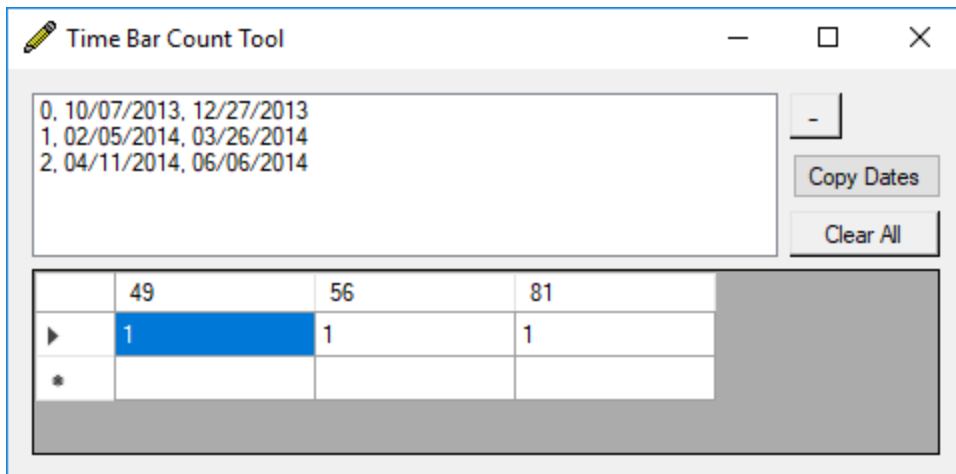 Time Bar Count Tool
0, 10/07/2013, 12/27/2013
1, 02/05/2014, 03/26/2014
2, 04/11/2014, 06/06/2014
-
Copy Dates
Clear All
49 56 81
1 1 1